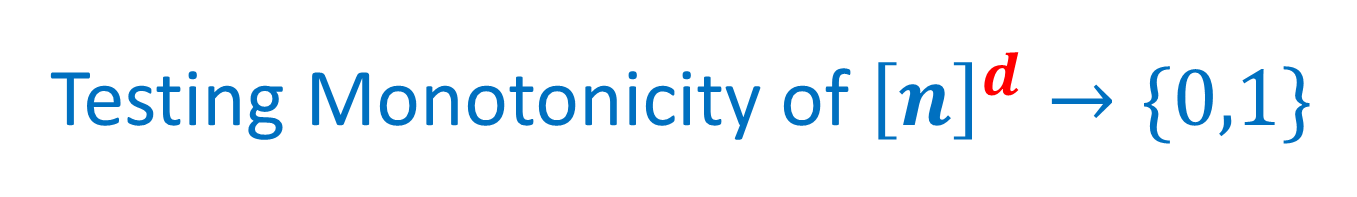 Testing Monotonicity of [n]^d → {0,1}